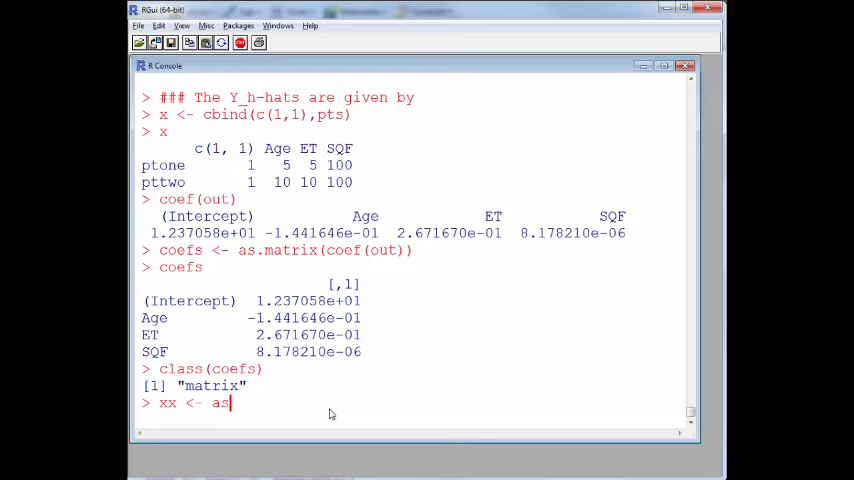 RGui (64-bit)
File Edit View Misc Packages Windows Help
R Console
> ### The Y_h-hats are given by
> x <- cbind(c(1,1),pts)
> x
c(1, 1) Age ET SQF
ptone 1 5 5 100
pttwo 1 10 10 100
> coef(out)
(Intercept) Age ET SQF
1.237058e+01 -1.441646e-01 2.671670e-01 8.178210e-06
> coefs <- as.matrix(coef(out))
> coefs
[,1]
(Intercept) 1.237058e+01
Age -1.441646e-01
ET 2.671670e-01
SQF 8.178210e-06
> class(coefs)
[1] "matrix"
> xx <- as